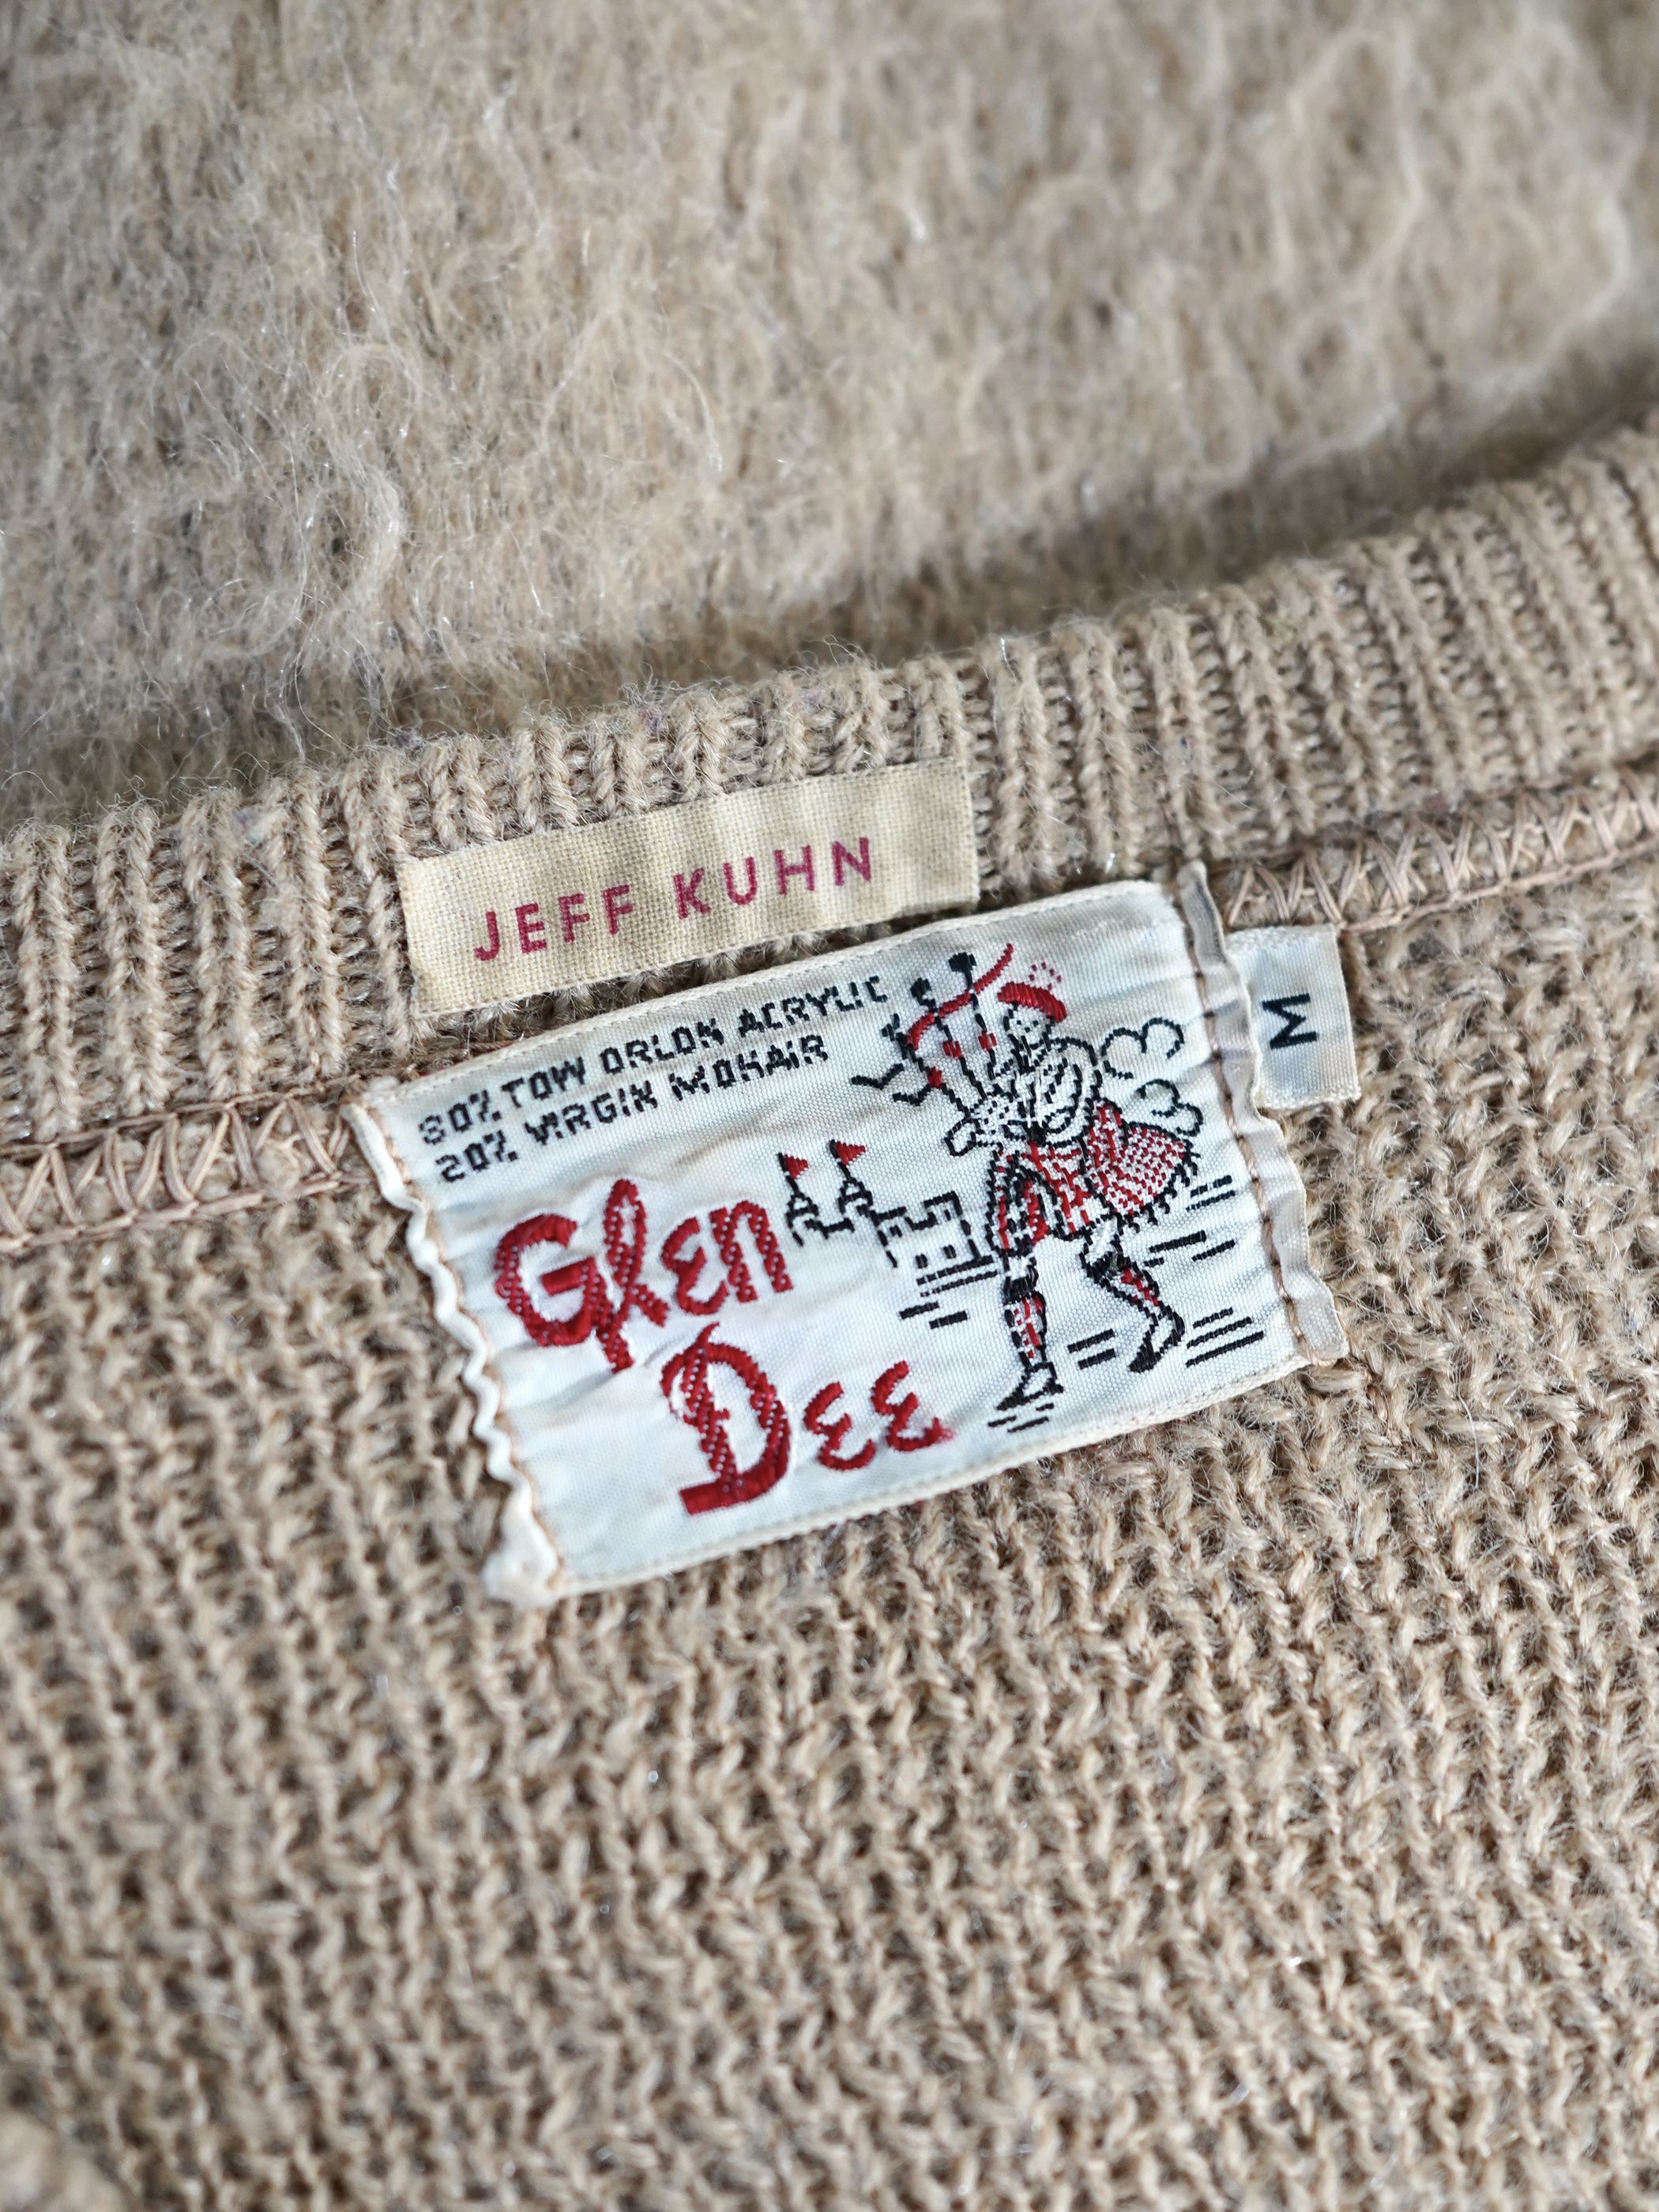 JEFF KUHN
80% TOW ORLON ACRYLIC
20% VIRGIN MOHAIR
Glen
Dee
M